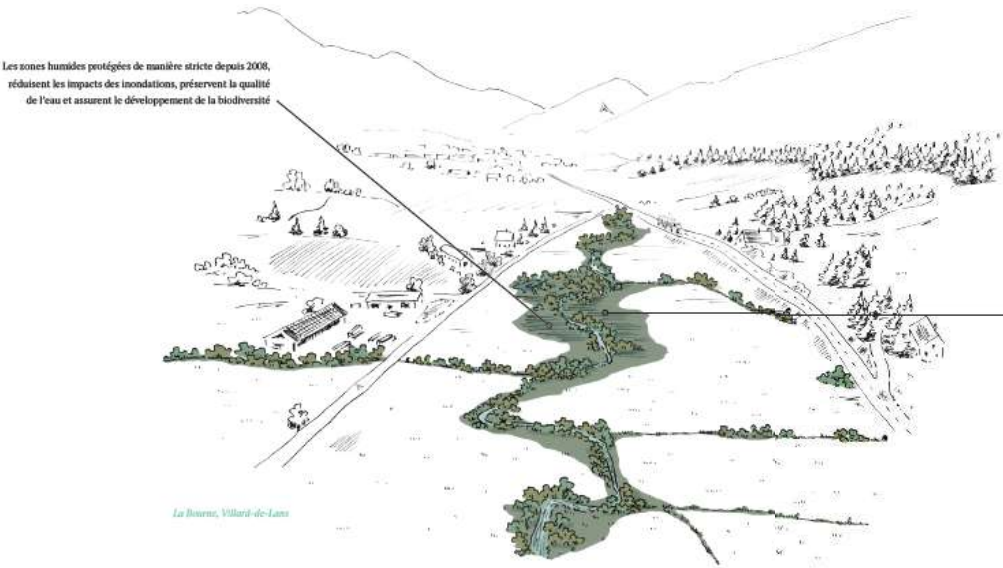 Les zones humides protégées de manière stricte depuis 2008,
réduisent les impacts des inondations, préservent la qualité
de l'eau et assurent le développement de la biodiversité
La Bourne, Villard-de-Lans